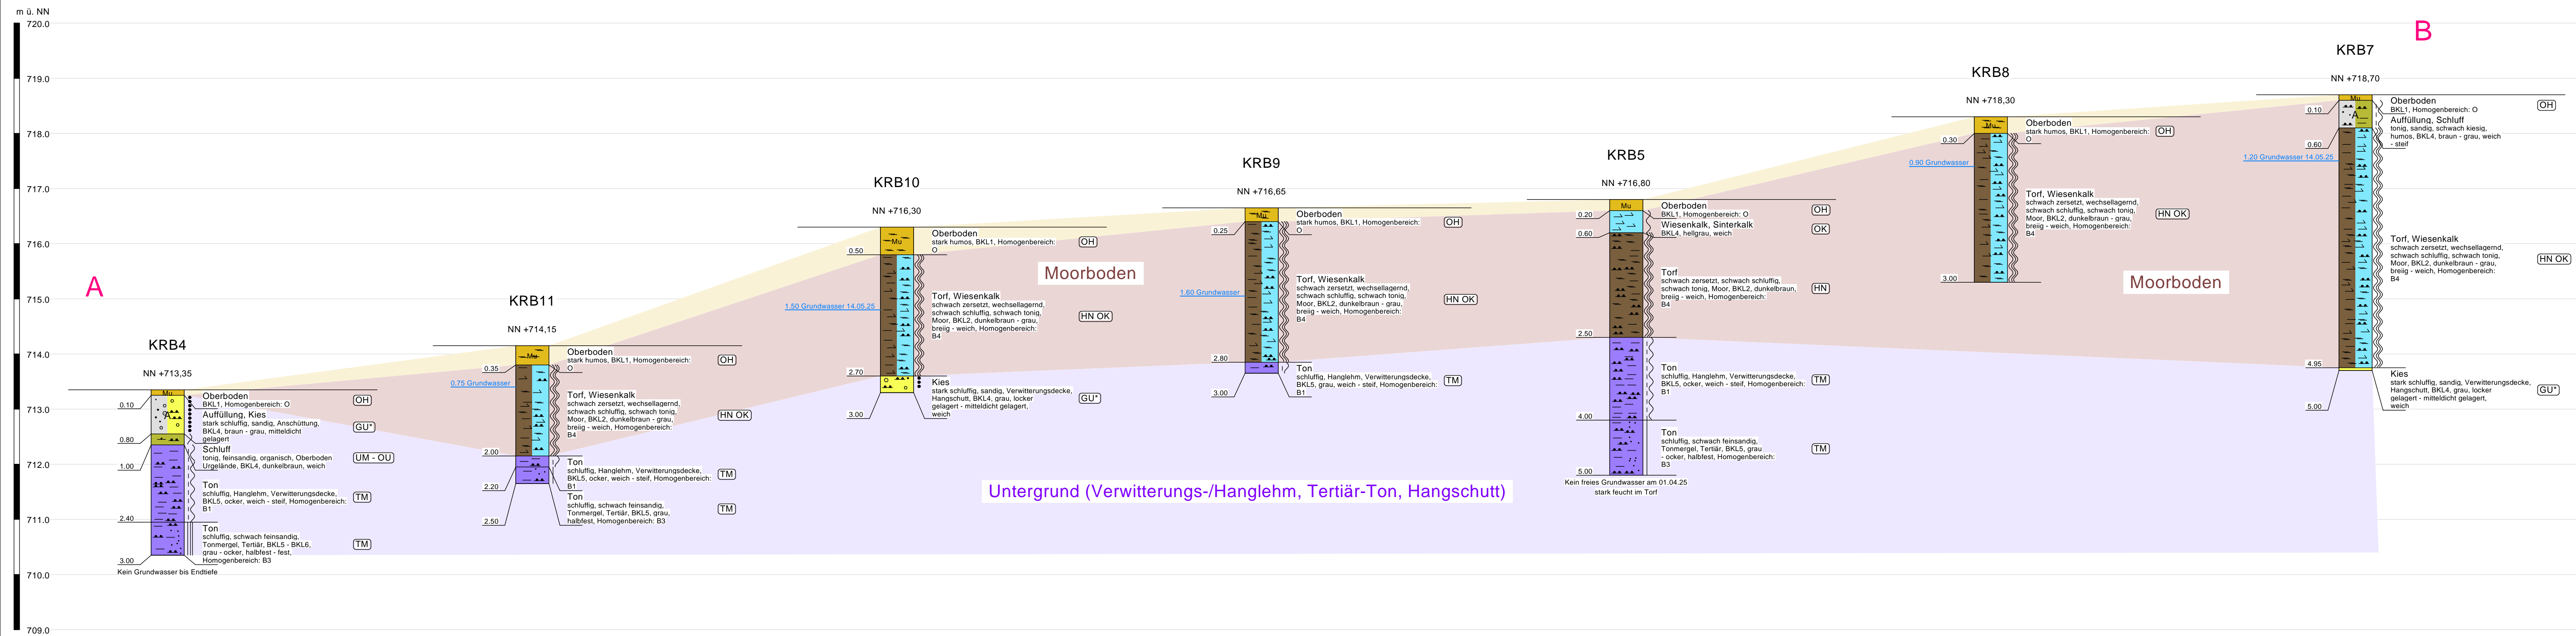 m ü. NN
720.0
719.0
718.0
717.0
716.0
715.0
714.0
713.0
712.0
711.0
710.0
709.0
A
B
KRB4
NN +713,35
Mu
A
0.10
0.80
1.00
2.40
3.00
Oberboden
BKL1, Homogenbereich: O
OH
Auffüllung, Kies
stark schluffig, sandig, Anschüttung,
BKL4, braun - grau, mitteldicht
gelagert
GU*
Schluff
tonig, feinsandig, organisch, Oberboden
Urgelände, BKL4, dunkelbraun, weich
UM - OU
Ton
schluffig, Hanglehm, Verwitterungsdecke,
BKL5, ocker, weich - steif, Homogenbereich:
B1
TM
Ton
schluffig, schwach feinsandig,
Tonmergel, Tertiär, BKL5 - BKL6,
grau - ocker, halbfest - fest,
Homogenbereich: B3
TM
Kein Grundwasser bis Endtiefe
KRB11
NN +714,15
Mu
0.35
0.75 Grundwasser
2.00
2.20
2.50
Oberboden
stark humos, BKL1, Homogenbereich:
O
OH
Torf, Wiesenkalk
schwach zersetzt, wechsellagernd,
schwach schluffig, schwach tonig,
Moor, BKL2, dunkelbraun - grau,
breiig - weich, Homogenbereich:
B4
HN OK
Ton
schluffig, Hanglehm, Verwitterungsdecke,
BKL5, ocker, weich - steif, Homogenbereich:
B1
TM
Ton
schluffig, schwach feinsandig,
Tonmergel, Tertiär, BKL5, grau,
halbfest, Homogenbereich: B3
TM
KRB10
NN +716,30
Mu
0.50
1.50 Grundwasser 14.05.25
2.70
3.00
Oberboden
stark humos, BKL1, Homogenbereich:
O
OH
Torf, Wiesenkalk
schwach zersetzt, wechsellagernd,
schwach schluffig, schwach tonig,
Moor, BKL2, dunkelbraun - grau,
breiig - weich, Homogenbereich:
B4
HN OK
Kies
stark schluffig, sandig, Verwitterungsdecke,
Hangschutt, BKL4, grau, locker
gelagert - mitteldicht gelagert,
weich
GU*
Moorboden
KRB9
NN +716,65
Mu
0.25
1.60 Grundwasser
2.80
3.00
Oberboden
stark humos, BKL1, Homogenbereich:
O
OH
Torf, Wiesenkalk
schwach zersetzt, wechsellagernd,
schwach schluffig, schwach tonig,
Moor, BKL2, dunkelbraun - grau,
breiig - weich, Homogenbereich:
B4
HN OK
Ton
schluffig, Hanglehm, Verwitterungsdecke,
BKL5, grau, weich - steif, Homogenbereich:
B1
TM
Untergrund (Verwitterungs-/Hanglehm, Tertiär-Ton, Hangschutt)
KRB5
NN +716,80
Mu
0.20
0.60
2.50
4.00
5.00
Oberboden
BKL1, Homogenbereich: O
OH
Wiesenkalk, Sinterkalk
BKL4, hellgrau, weich
OK
Torf
schwach zersetzt, schwach schluffig,
schwach tonig, Moor, BKL2, dunkelbraun,
breiig - weich, Homogenbereich:
B4
HN
Ton
schluffig, Hanglehm, Verwitterungsdecke,
BKL5, ocker, weich - steif, Homogenbereich:
B1
TM
Ton
schluffig, schwach feinsandig,
Tonmergel, Tertiär, BKL5, grau
- ocker, halbfest, Homogenbereich:
B3
TM
Kein freies Grundwasser am 01.04.25
stark feucht im Torf
KRB8
NN +718,30
Mu
0.30
0.90 Grundwasser
3.00
Oberboden
stark humos, BKL1, Homogenbereich:
O
OH
Torf, Wiesenkalk
schwach zersetzt, wechsellagernd,
schwach schluffig, schwach tonig,
Moor, BKL2, dunkelbraun - grau,
breiig - weich, Homogenbereich:
B4
HN OK
Moorboden
KRB7
NN +718,70
Mu
A
0.10
0.60
1.20 Grundwasser 14.05.25
4.95
5.00
Oberboden
BKL1, Homogenbereich: O
OH
Auffüllung, Schluff
tonig, sandig, schwach kiesig,
humos, BKL4, braun - grau, weich
- steif
Torf, Wiesenkalk
schwach zersetzt, wechsellagernd,
schwach schluffig, schwach tonig,
Moor, BKL2, dunkelbraun - grau,
breiig - weich, Homogenbereich:
B4
HN OK
Kies
stark schluffig, sandig, Verwitterungsdecke,
Hangschutt, BKL4, grau, locker
gelagert - mitteldicht gelagert,
weich
GU*